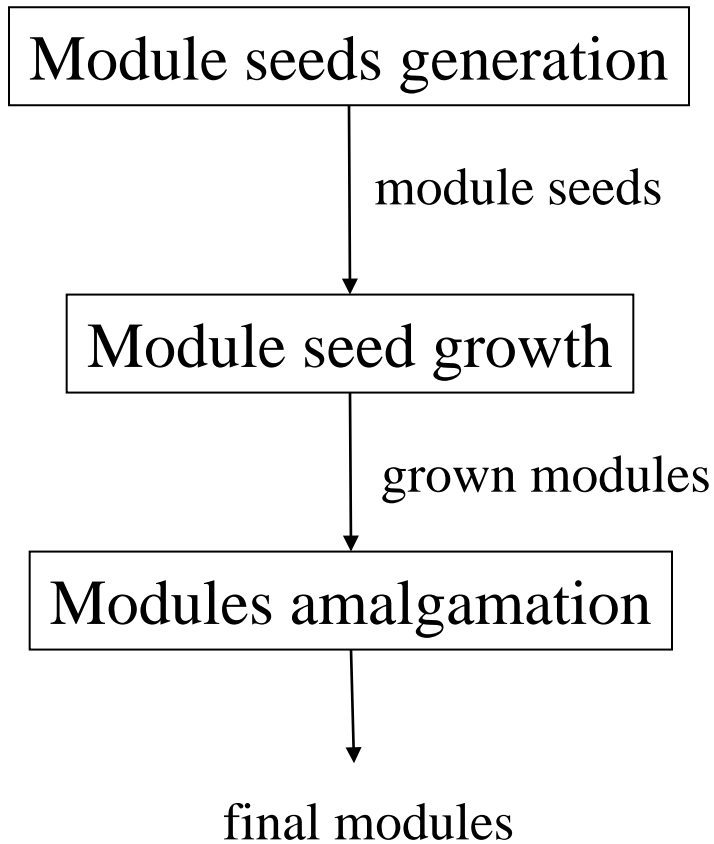 Module seeds generation
module seeds
Module seed growth
grown modules
Modules amalgamation
final modules